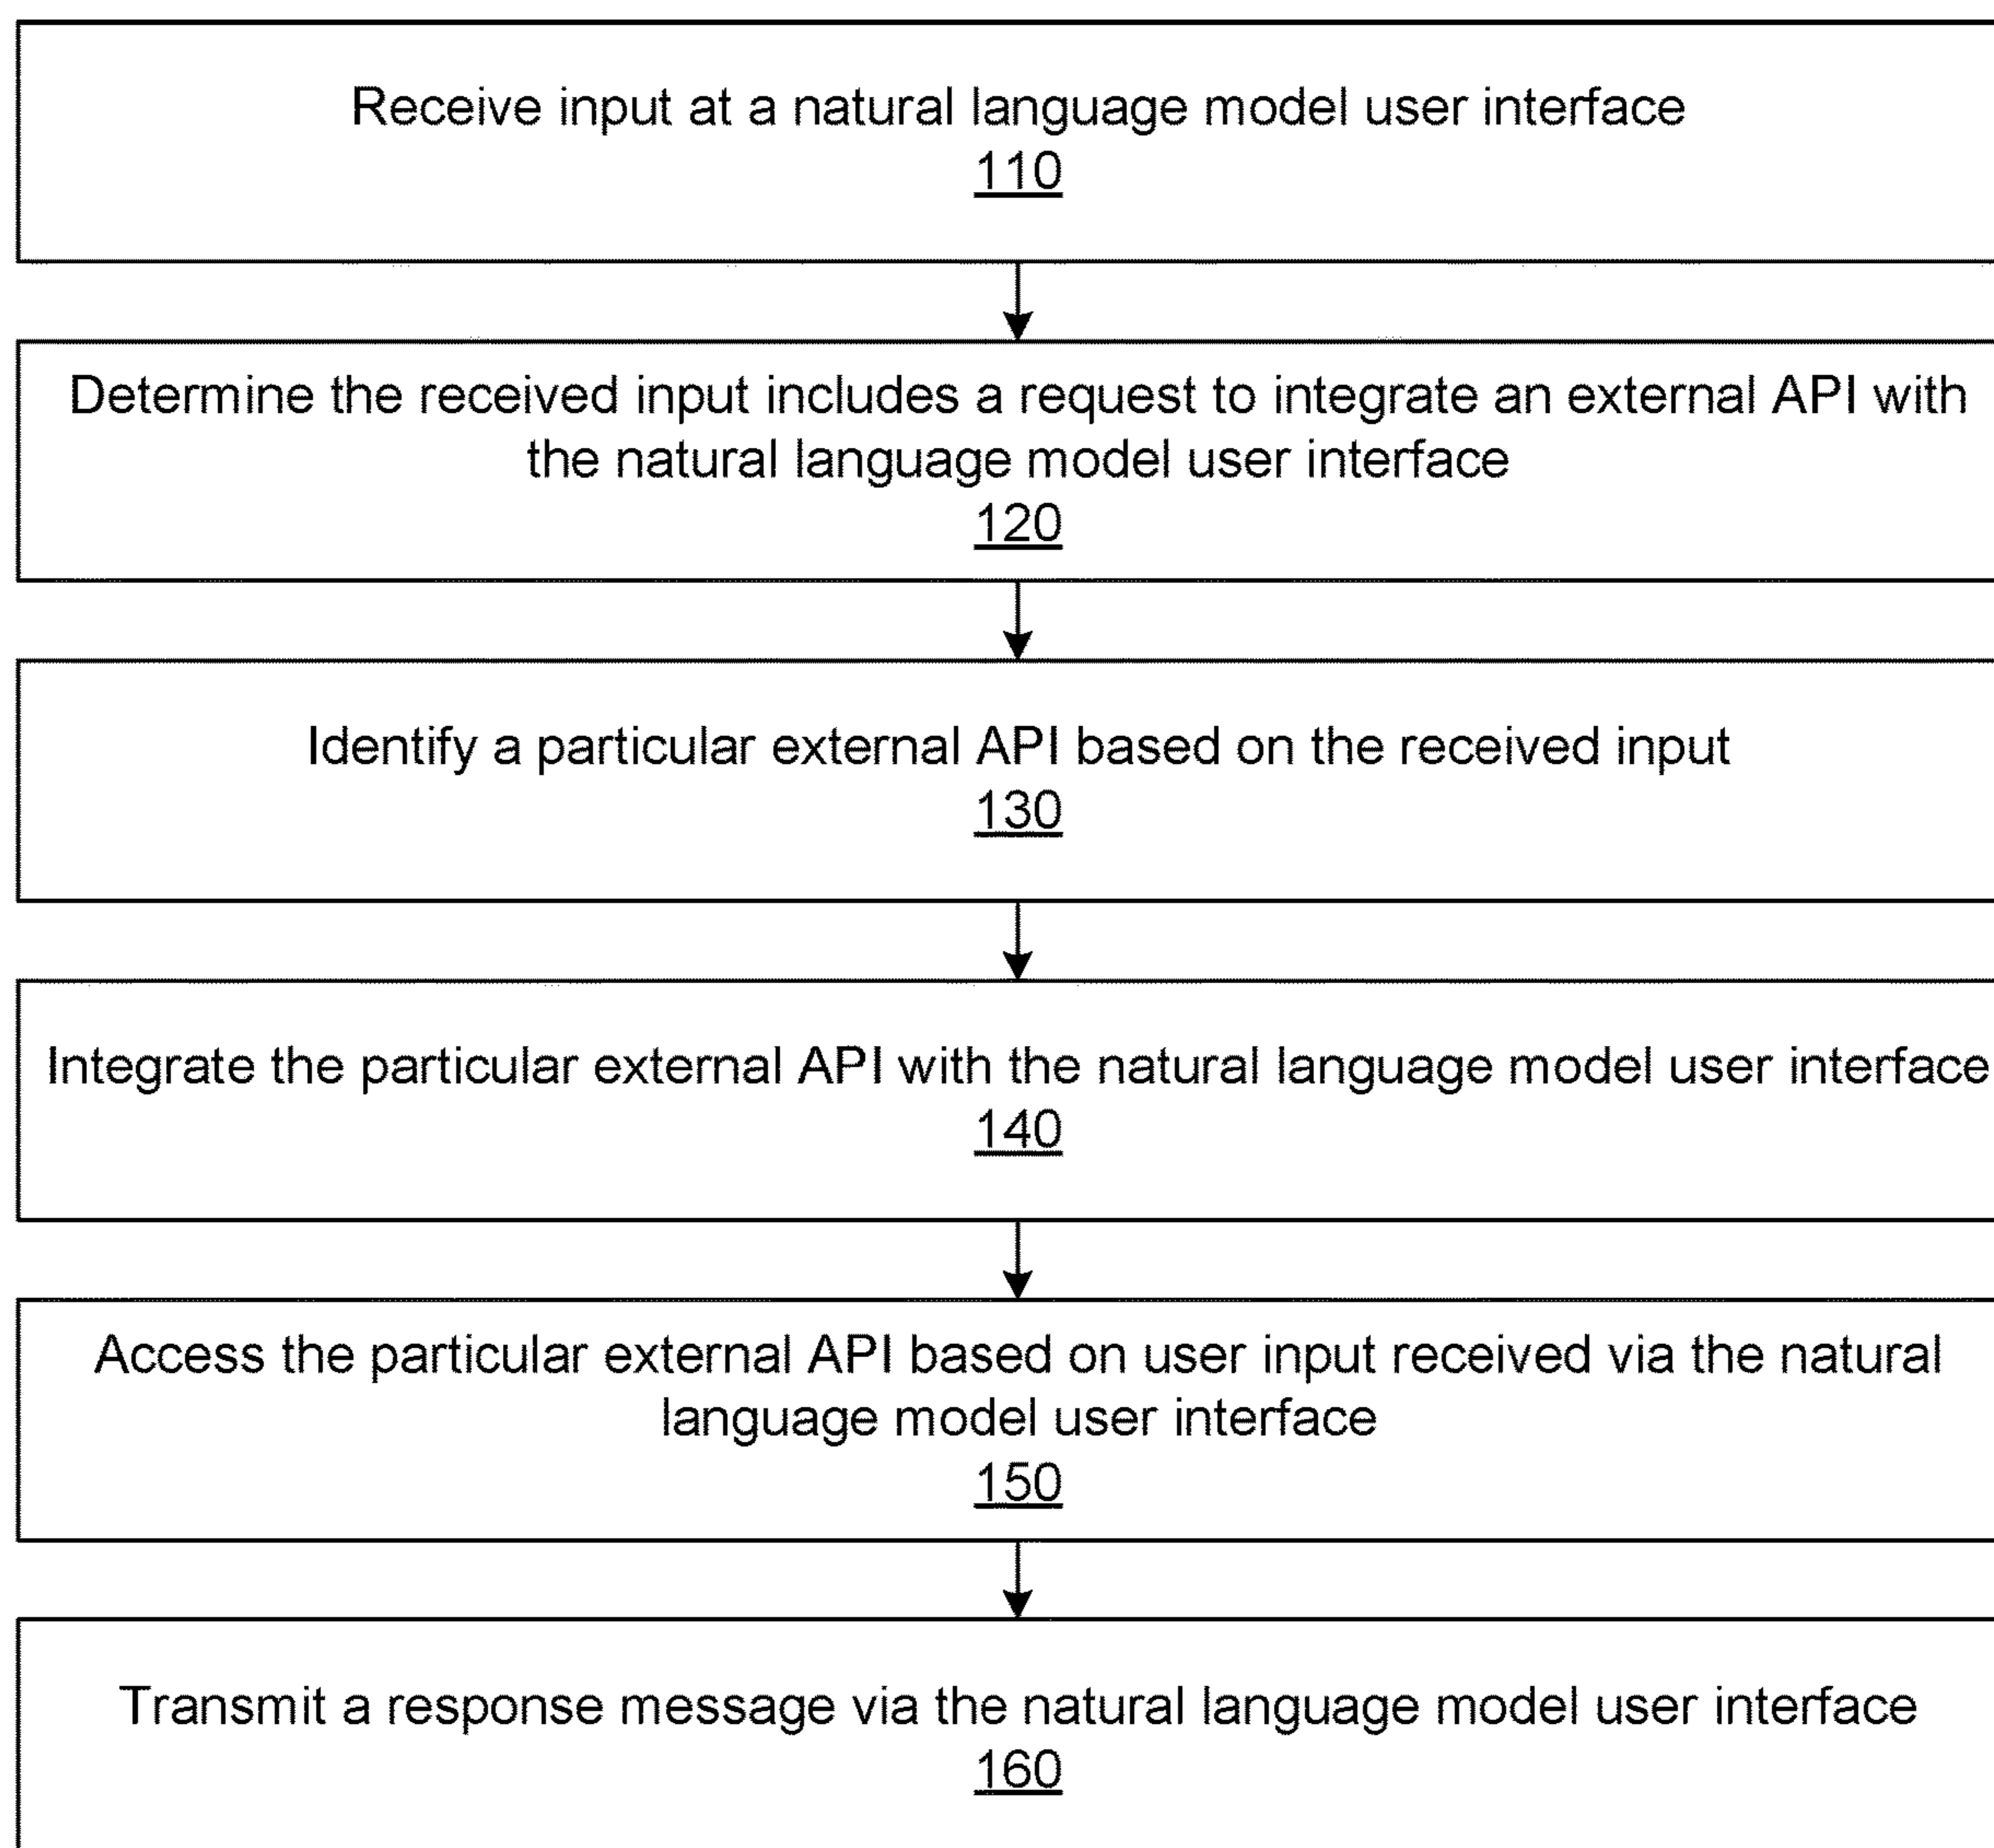 Receive input at a natural language model user interface
110
Determine the received input includes a request to integrate an external API with
the natural language model user interface
120
Identify a particular external API based on the received input
130
Integrate the particular external API with the natural language model user interface
140
Access the particular external API based on user input received via the natural
language model user interface
150
Transmit a response message via the natural language model user interface
160